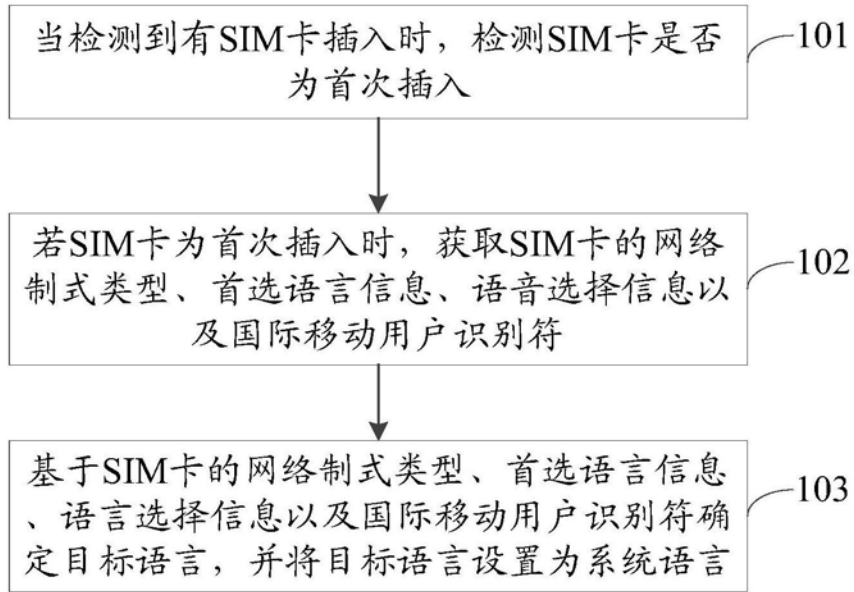 当检测到有SIM卡插入时，检测SIM卡是否
为首次插入
101
若SIM卡为首次插入时，获取SIM卡的网络
制式类型、首选语言信息、语音选择信息以
及国际移动用户识别符
102
基于SIM卡的网络制式类型、首选语言信息
、语言选择信息以及国际移动用户识别符确
定目标语言，并将目标语言设置为系统语言
103